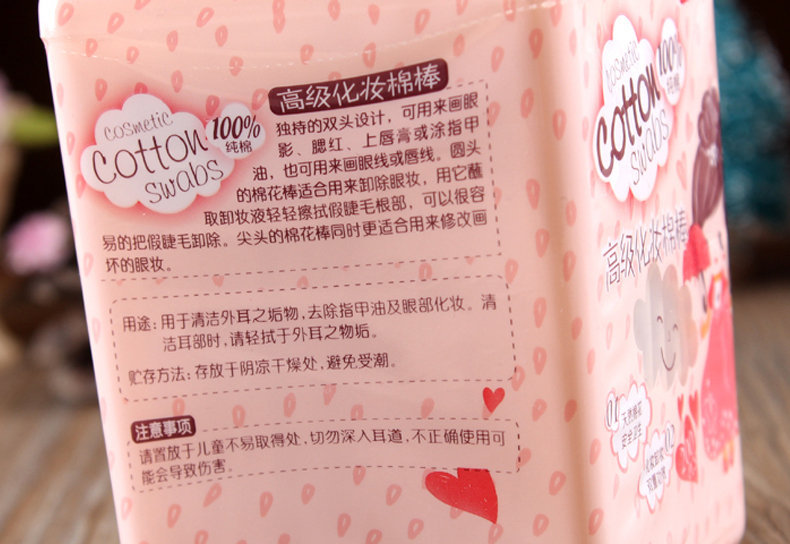 高级化妆棉棒
cosmetic
cotton
swabs
100%
纯棉
独持的双头设计，可用来画眼
影、腮红、上唇膏或涂指甲
油，也可用来画眼线或唇线。圆头
的棉花棒适合用来卸除眼妆，用它蘸
取卸妆液轻轻擦拭假睫毛根部，可以很容
易的把假睫毛卸除。尖头的棉花棒同时更适合用来修改画
坏的眼妆。
用途：用于清洁外耳之垢物，去除指甲油及眼部化妆。清
洁耳部时，请轻拭于外耳之物垢。
贮存方法：存放于阴凉干燥处，避免受潮。
注意事项
请置放于儿童不易取得处，切勿深入耳道，不正确使用可
能会导致伤害。
cosmetic
cotton
swabs
100%
纯棉
高级化妆棉棒
01